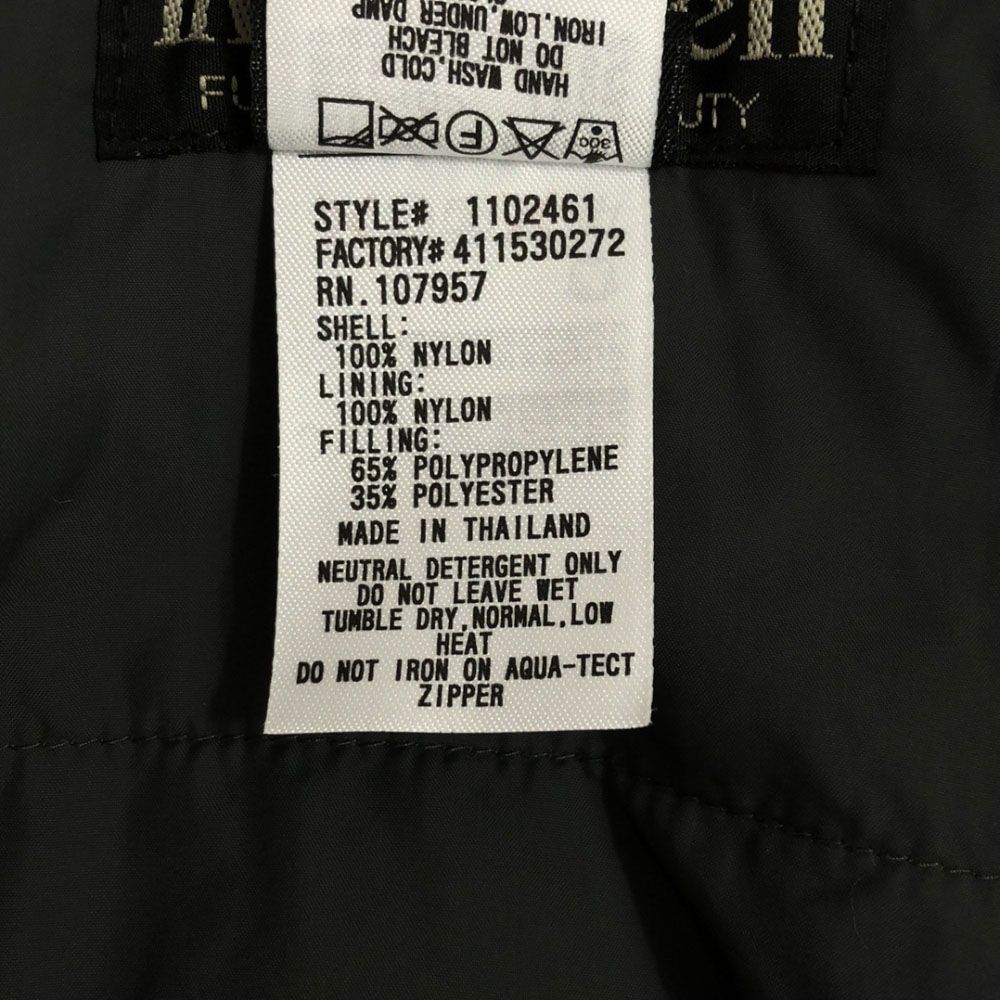 IRON,LOW,UNDER DAMP
DO NOT BLEACH
HAND WASH,COLD
STYLE# 1102461
FACTORY# 411530272
RN.107957
SHELL:
100% NYLON
LINING:
100% NYLON
FILLING:
65% POLYPROPYLENE
35% POLYESTER
MADE IN THAILAND
NEUTRAL DETERGENT ONLY
DO NOT LEAVE WET
TUMBLE DRY,NORMAL,LOW
HEAT
DO NOT IRON ON AQUA-TECT
ZIPPER